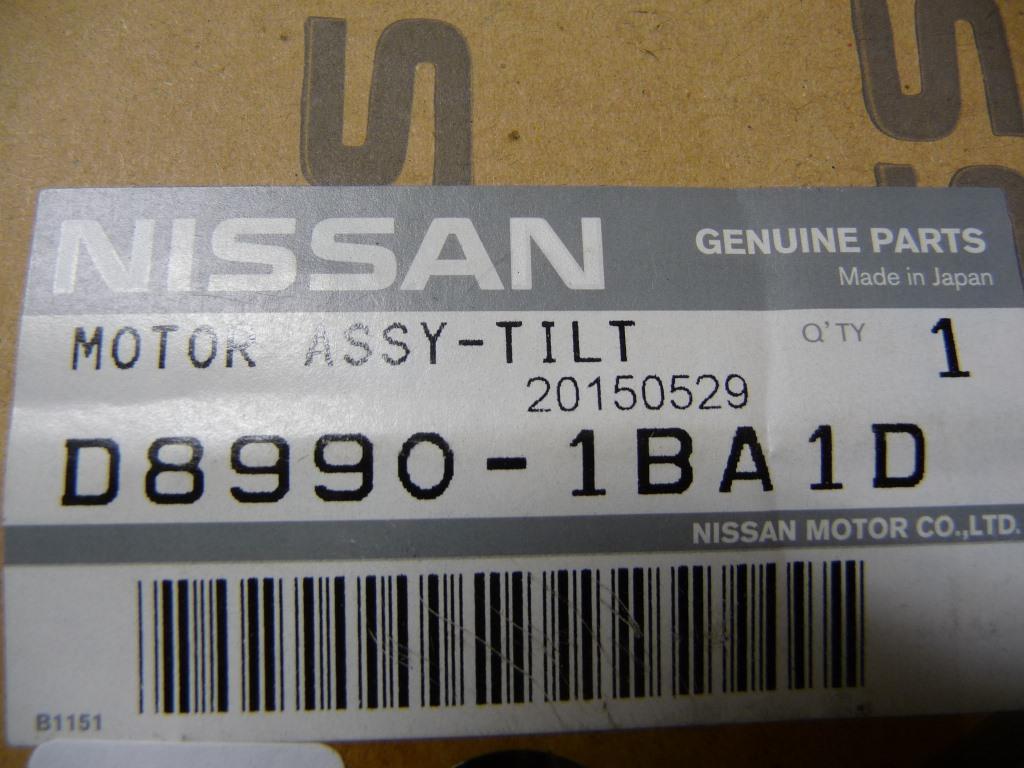 NISSAN
GENUINE PARTS
Made in Japan
MOTOR ASSY-TILT
Q'TY 1
20150529
D8990-1BA1D
NISSAN MOTOR CO.,LTD.
B1151